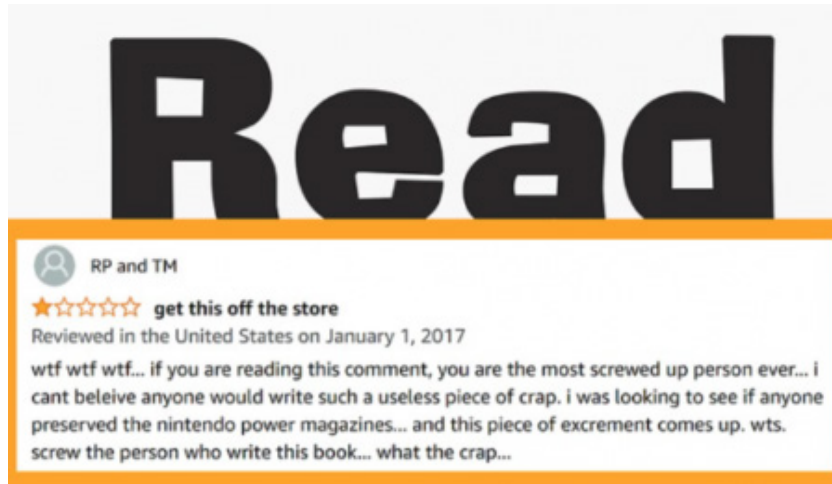 Read
RP and TM
get this off the store
Reviewed in the United States on January 1, 2017
wtf wtf wtf... if you are reading this comment, you are the most screwed up person ever... i
cant beleive anyone would write such a useless piece of crap. i was looking to see if anyone
preserved the nintendo power magazines... and this piece of excrement comes up. wts.
screw the person who write this book... what the crap...